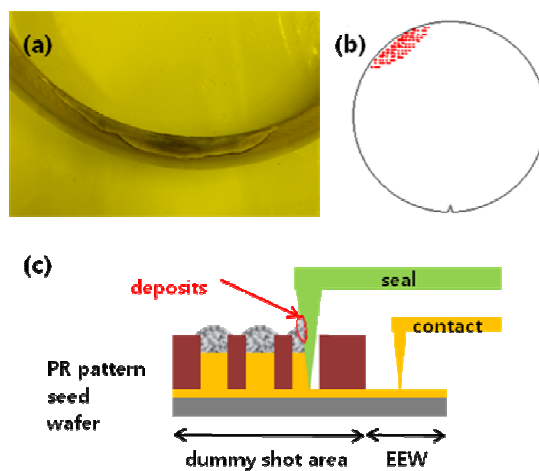 (a)
(b)
(c)
seal
deposits
contact
PR pattern
seed
wafer
dummy shot area
EEW